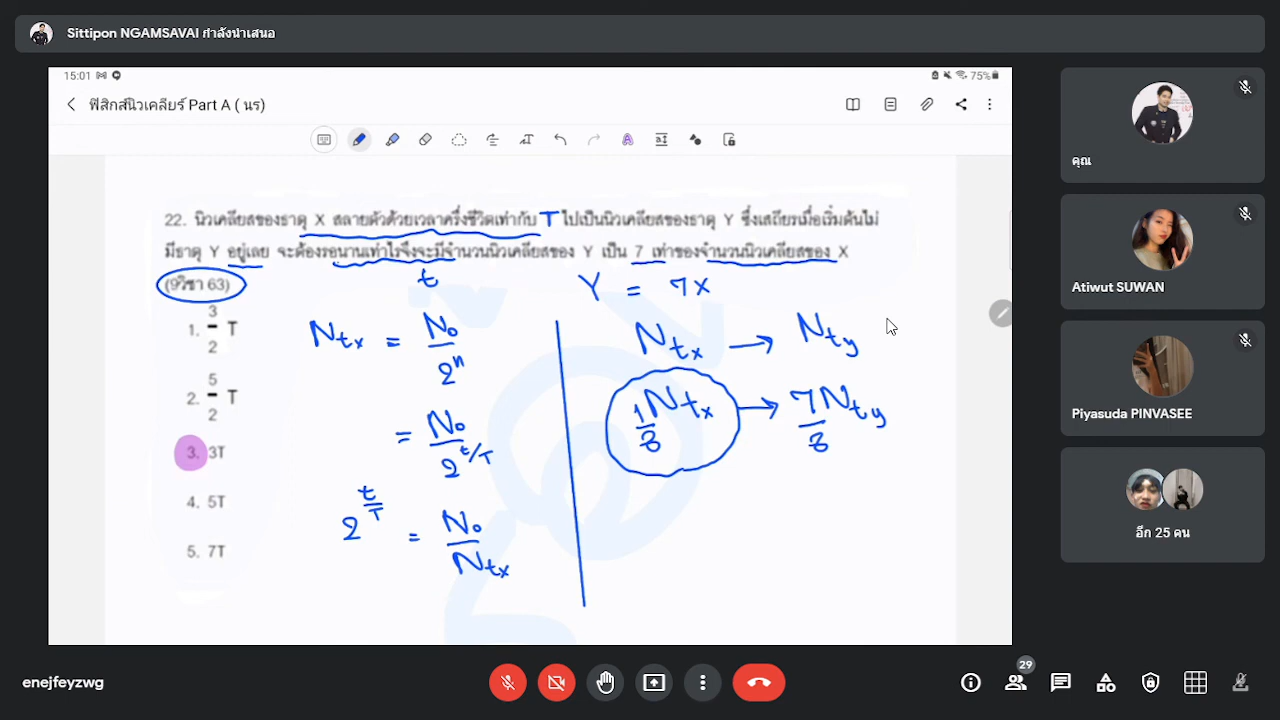 Sittipon NGAMSAVAI กำลังนำเสนอ
15:01 75%
ฟิสิกส์นิวเคลียร์ Part A ( นร)
22. นิวเคลียสของธาตุ X สลายตัวด้วยเวลาครึ่งชีวิตเท่ากับ T ไปเป็นนิวเคลียสของธาตุ Y ซึ่งเสถียรเมื่อเริ่มต้นไม่
มีธาตุ Y อยู่เลย จะต้องรอนานเท่าไรจึงจะมีจำนวนนิวเคลียสของ Y เป็น 7 เท่าของจำนวนนิวเคลียสของ X
(9วิชา 63)
t
Y = 7X
1. 3/2 T
2. 5/2 T
3. 3T
4. 5T
5. 7T
Ntx = No/2^n
= No/2^t/T
2^t/T = No/Ntx
Ntx → Nty
1/8 Ntx → 7/8 Nty
คุณ
Atiwut SUWAN
Piyasuda PINVASEE
อีก 25 คน
enejfeyzwg
29